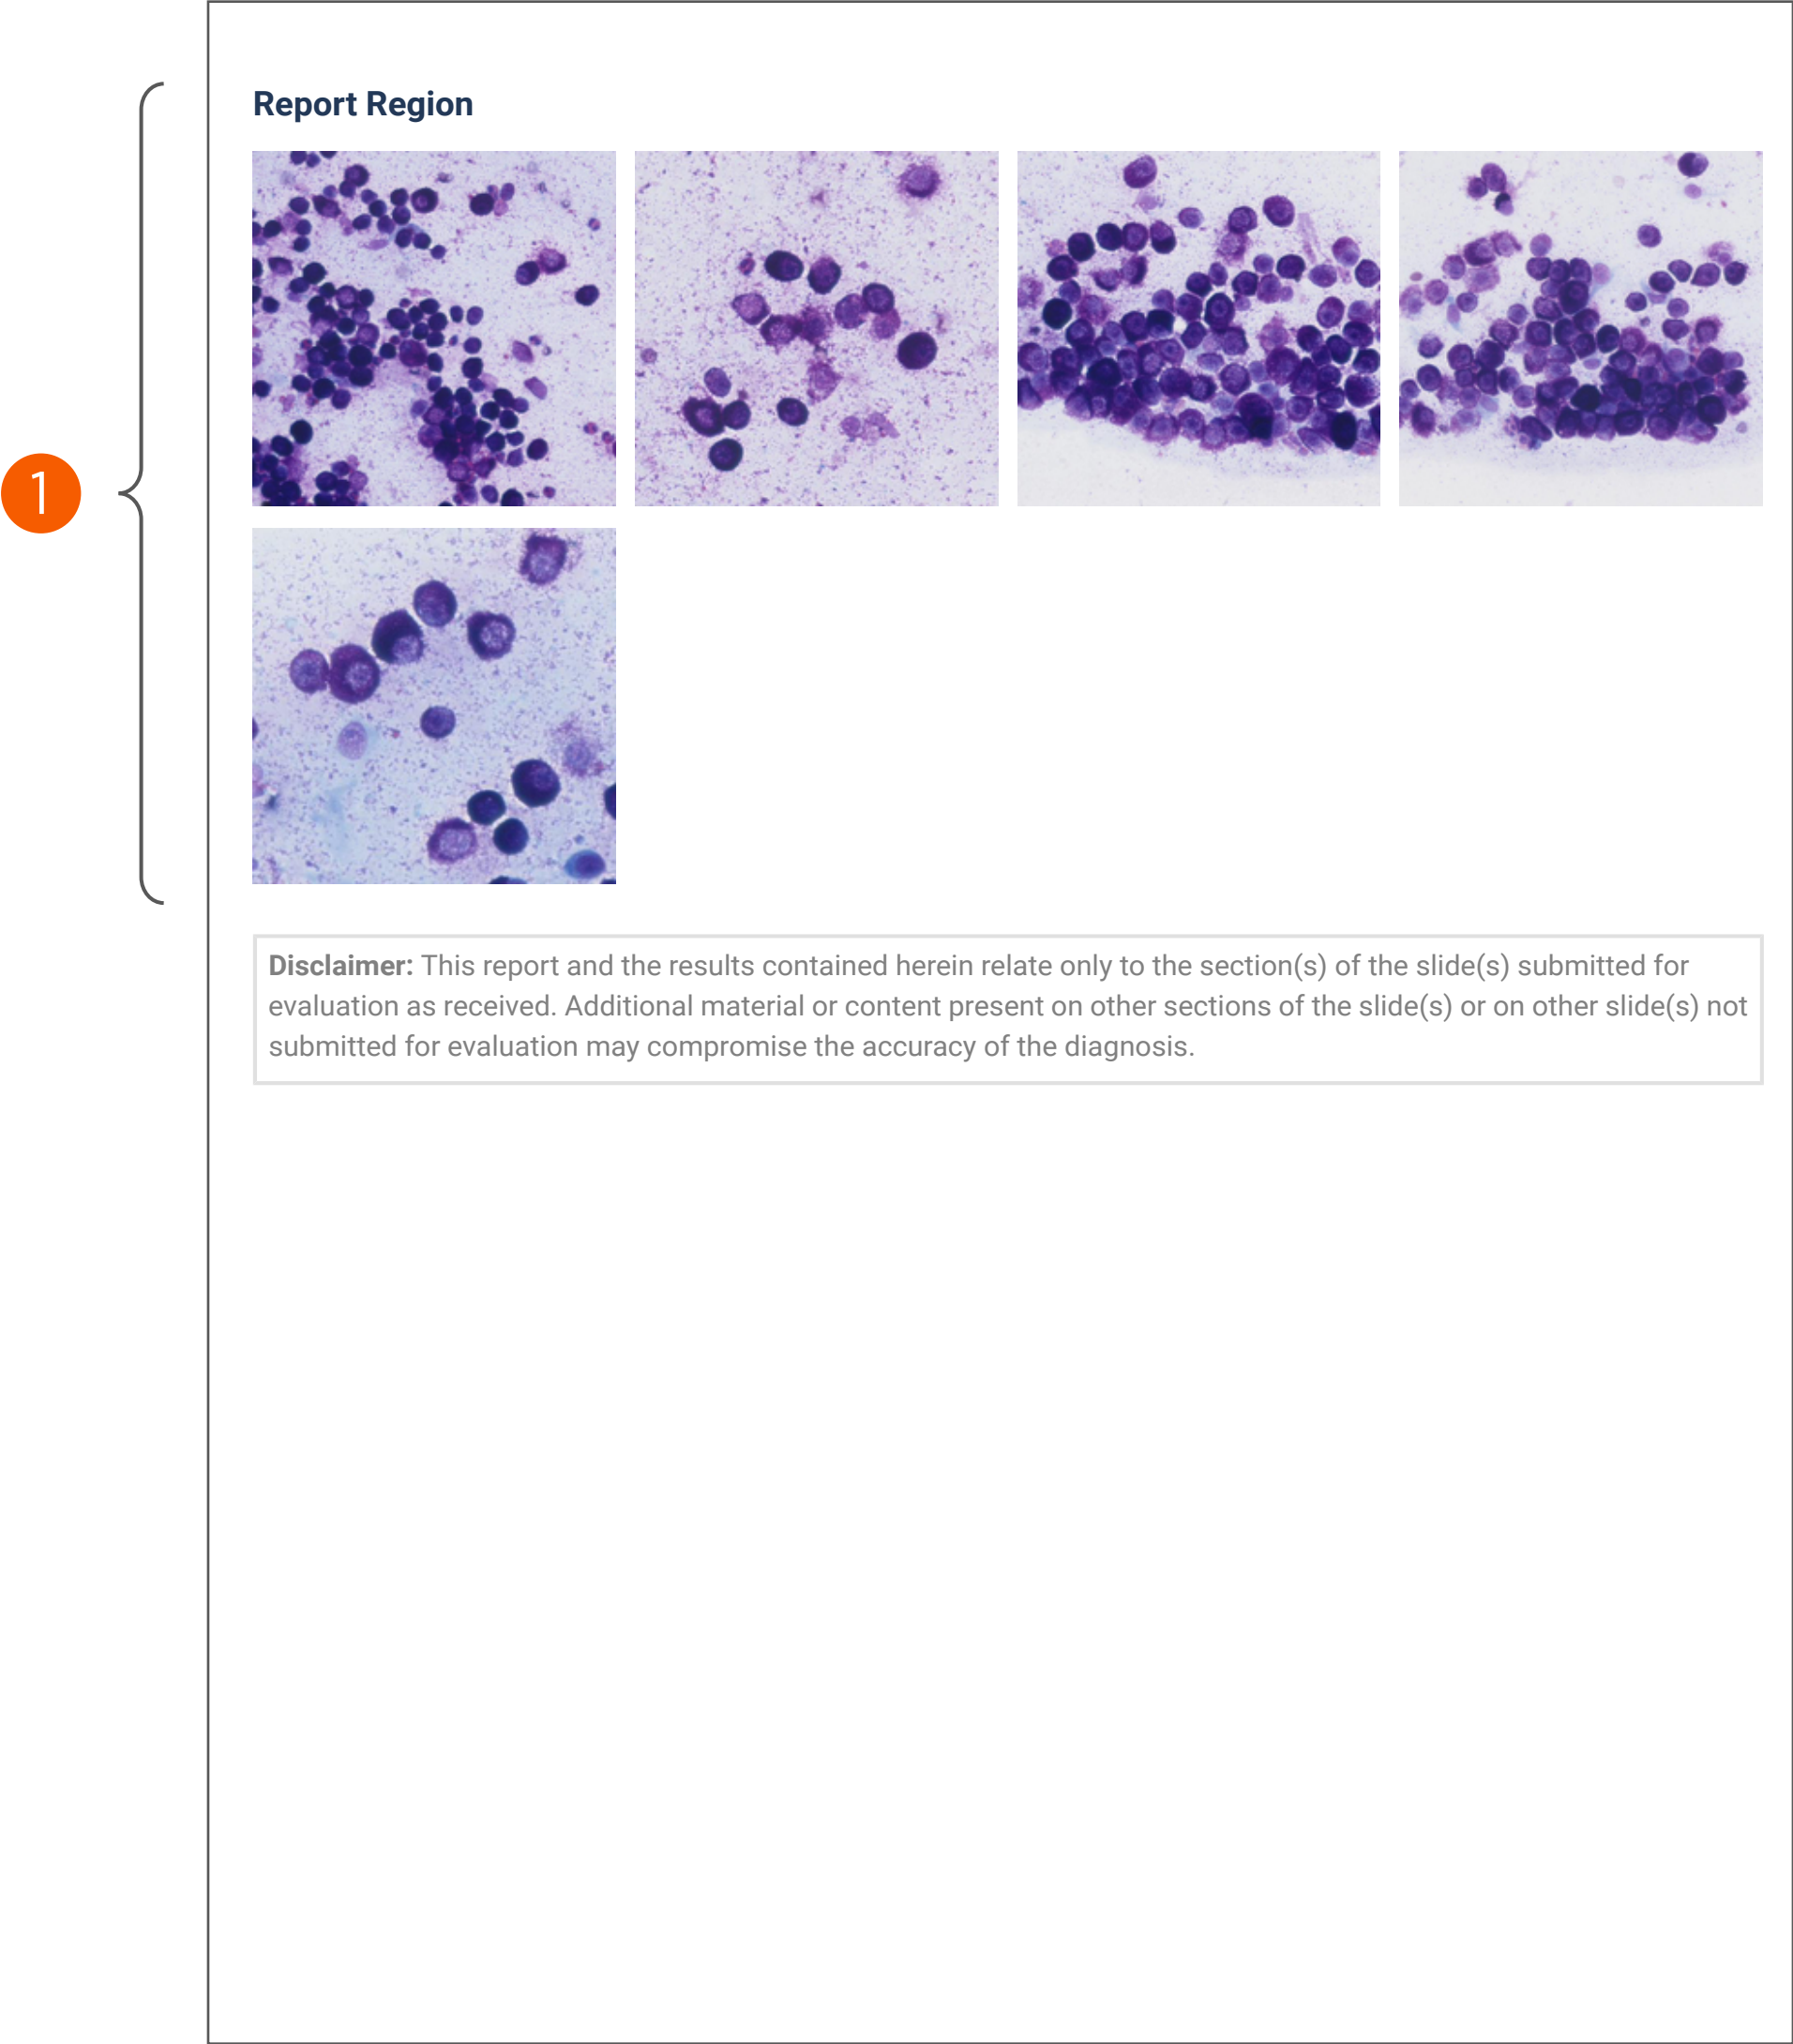 Report Region
1
Disclaimer: This report and the results contained herein relate only to the section(s) of the slide(s) submitted for
evaluation as received. Additional material or content present on other sections of the slide(s) or on other slide(s) not
submitted for evaluation may compromise the accuracy of the diagnosis.